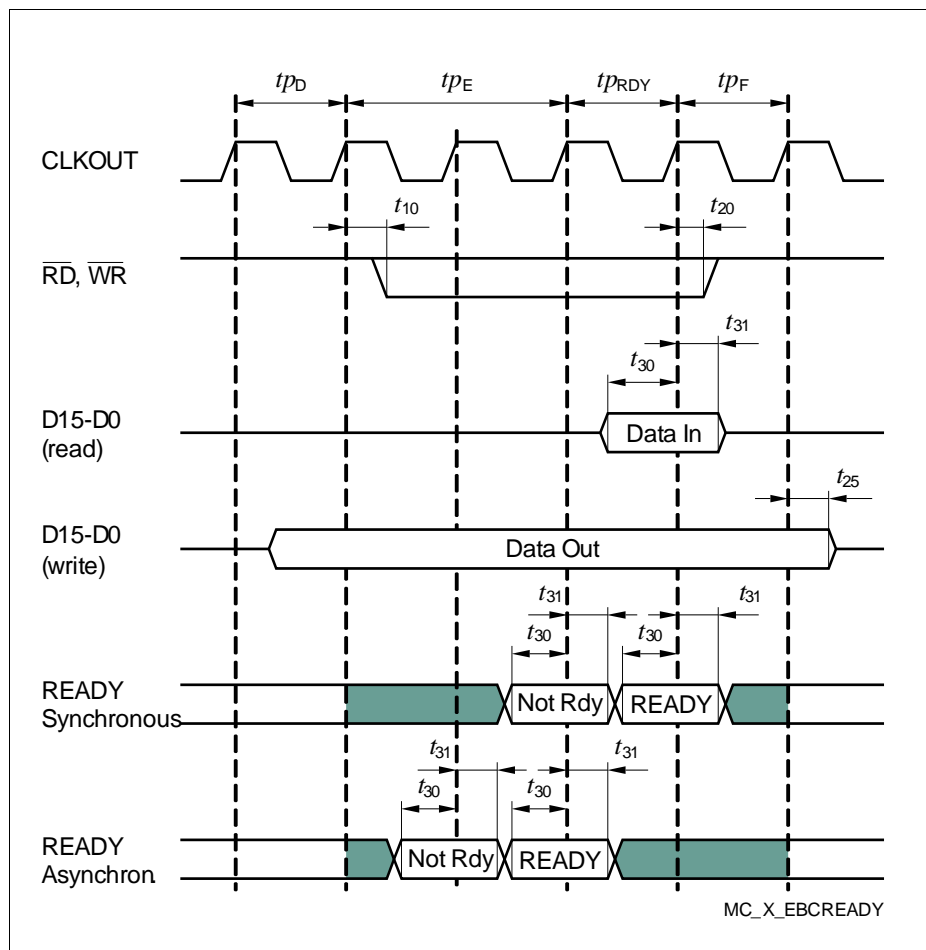 tpD tpE tpRDY tpF
CLKOUT
t10 t20
RD, WR
t31
t30
D15-D0
(read)
Data In
t25
D15-D0
(write)
Data Out
t31 t31
t30 t30
READY
Synchronous
Not Rdy READY
t31 t31
t30 t30
READY
Asynchron.
Not Rdy READY
MC_X_EBCREADY